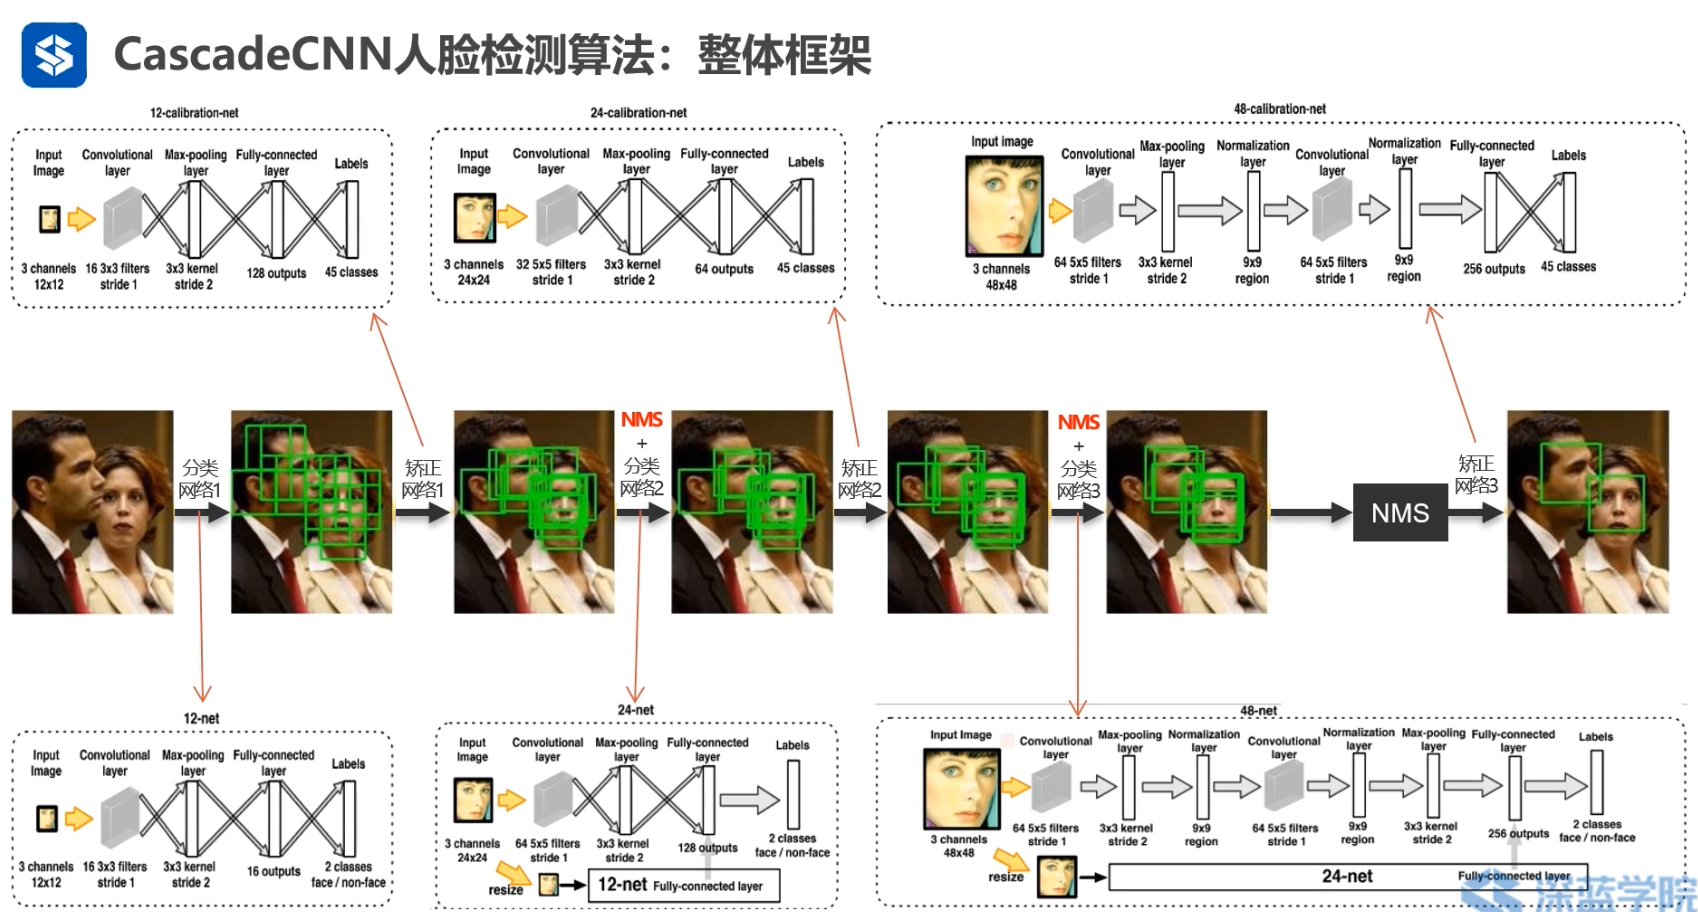 CascadeCNN人脸检测算法：整体框架
12-calibration-net
Input
Image
Convolutional
layer
Max-pooling
layer
Fully-connected
layer
Labels
3 channels
12x12
16 3x3 filters
stride 1
3x3 kernel
stride 2
128 outputs
45 classes
24-calibration-net
Input
Image
Convolutional
layer
Max-pooling
layer
Fully-connected
layer
Labels
3 channels
24x24
32 5x5 filters
stride 1
3x3 kernel
stride 2
64 outputs
45 classes
48-calibration-net
Input image
Convolutional
layer
Max-pooling
layer
Normalization
layer
Convolutional
layer
Normalization
layer
Fully-connected
layer
Labels
3 channels
48x48
64 5x5 filters
stride 1
3x3 kernel
stride 2
9x9
region
64 5x5 filters
stride 1
9x9
region
256 outputs
45 classes
分类
网络1
矫正
网络1
NMS
+
分类
网络2
矫正
网络2
NMS
+
分类
网络3
NMS
矫正
网络3
12-net
Input
Image
Convolutional
layer
Max-pooling
layer
Fully-connected
layer
Labels
3 channels
12x12
16 3x3 filters
stride 1
3x3 kernel
stride 2
16 outputs
2 classes
face / non-face
24-net
Input
Image
Convolutional
layer
Max-pooling
layer
Fully-connected
layer
Labels
3 channels
24x24
64 5x5 filters
stride 1
3x3 kernel
stride 2
128 outputs
2 classes
face / non-face
resize
12-net Fully-connected layer
48-net
Input Image
Convolutional
layer
Max-pooling
layer
Normalization
layer
Convolutional
layer
Normalization
layer
Max-pooling
layer
Fully-connected
layer
Labels
3 channels
48x48
64 5x5 filters
stride 1
3x3 kernel
stride 2
9x9
region
64 5x5 filters
stride 1
9x9
region
3x3 kernel
stride 2
256 outputs
2 classes
face / non-face
resize
24-net Fully-connected layer
深蓝学院